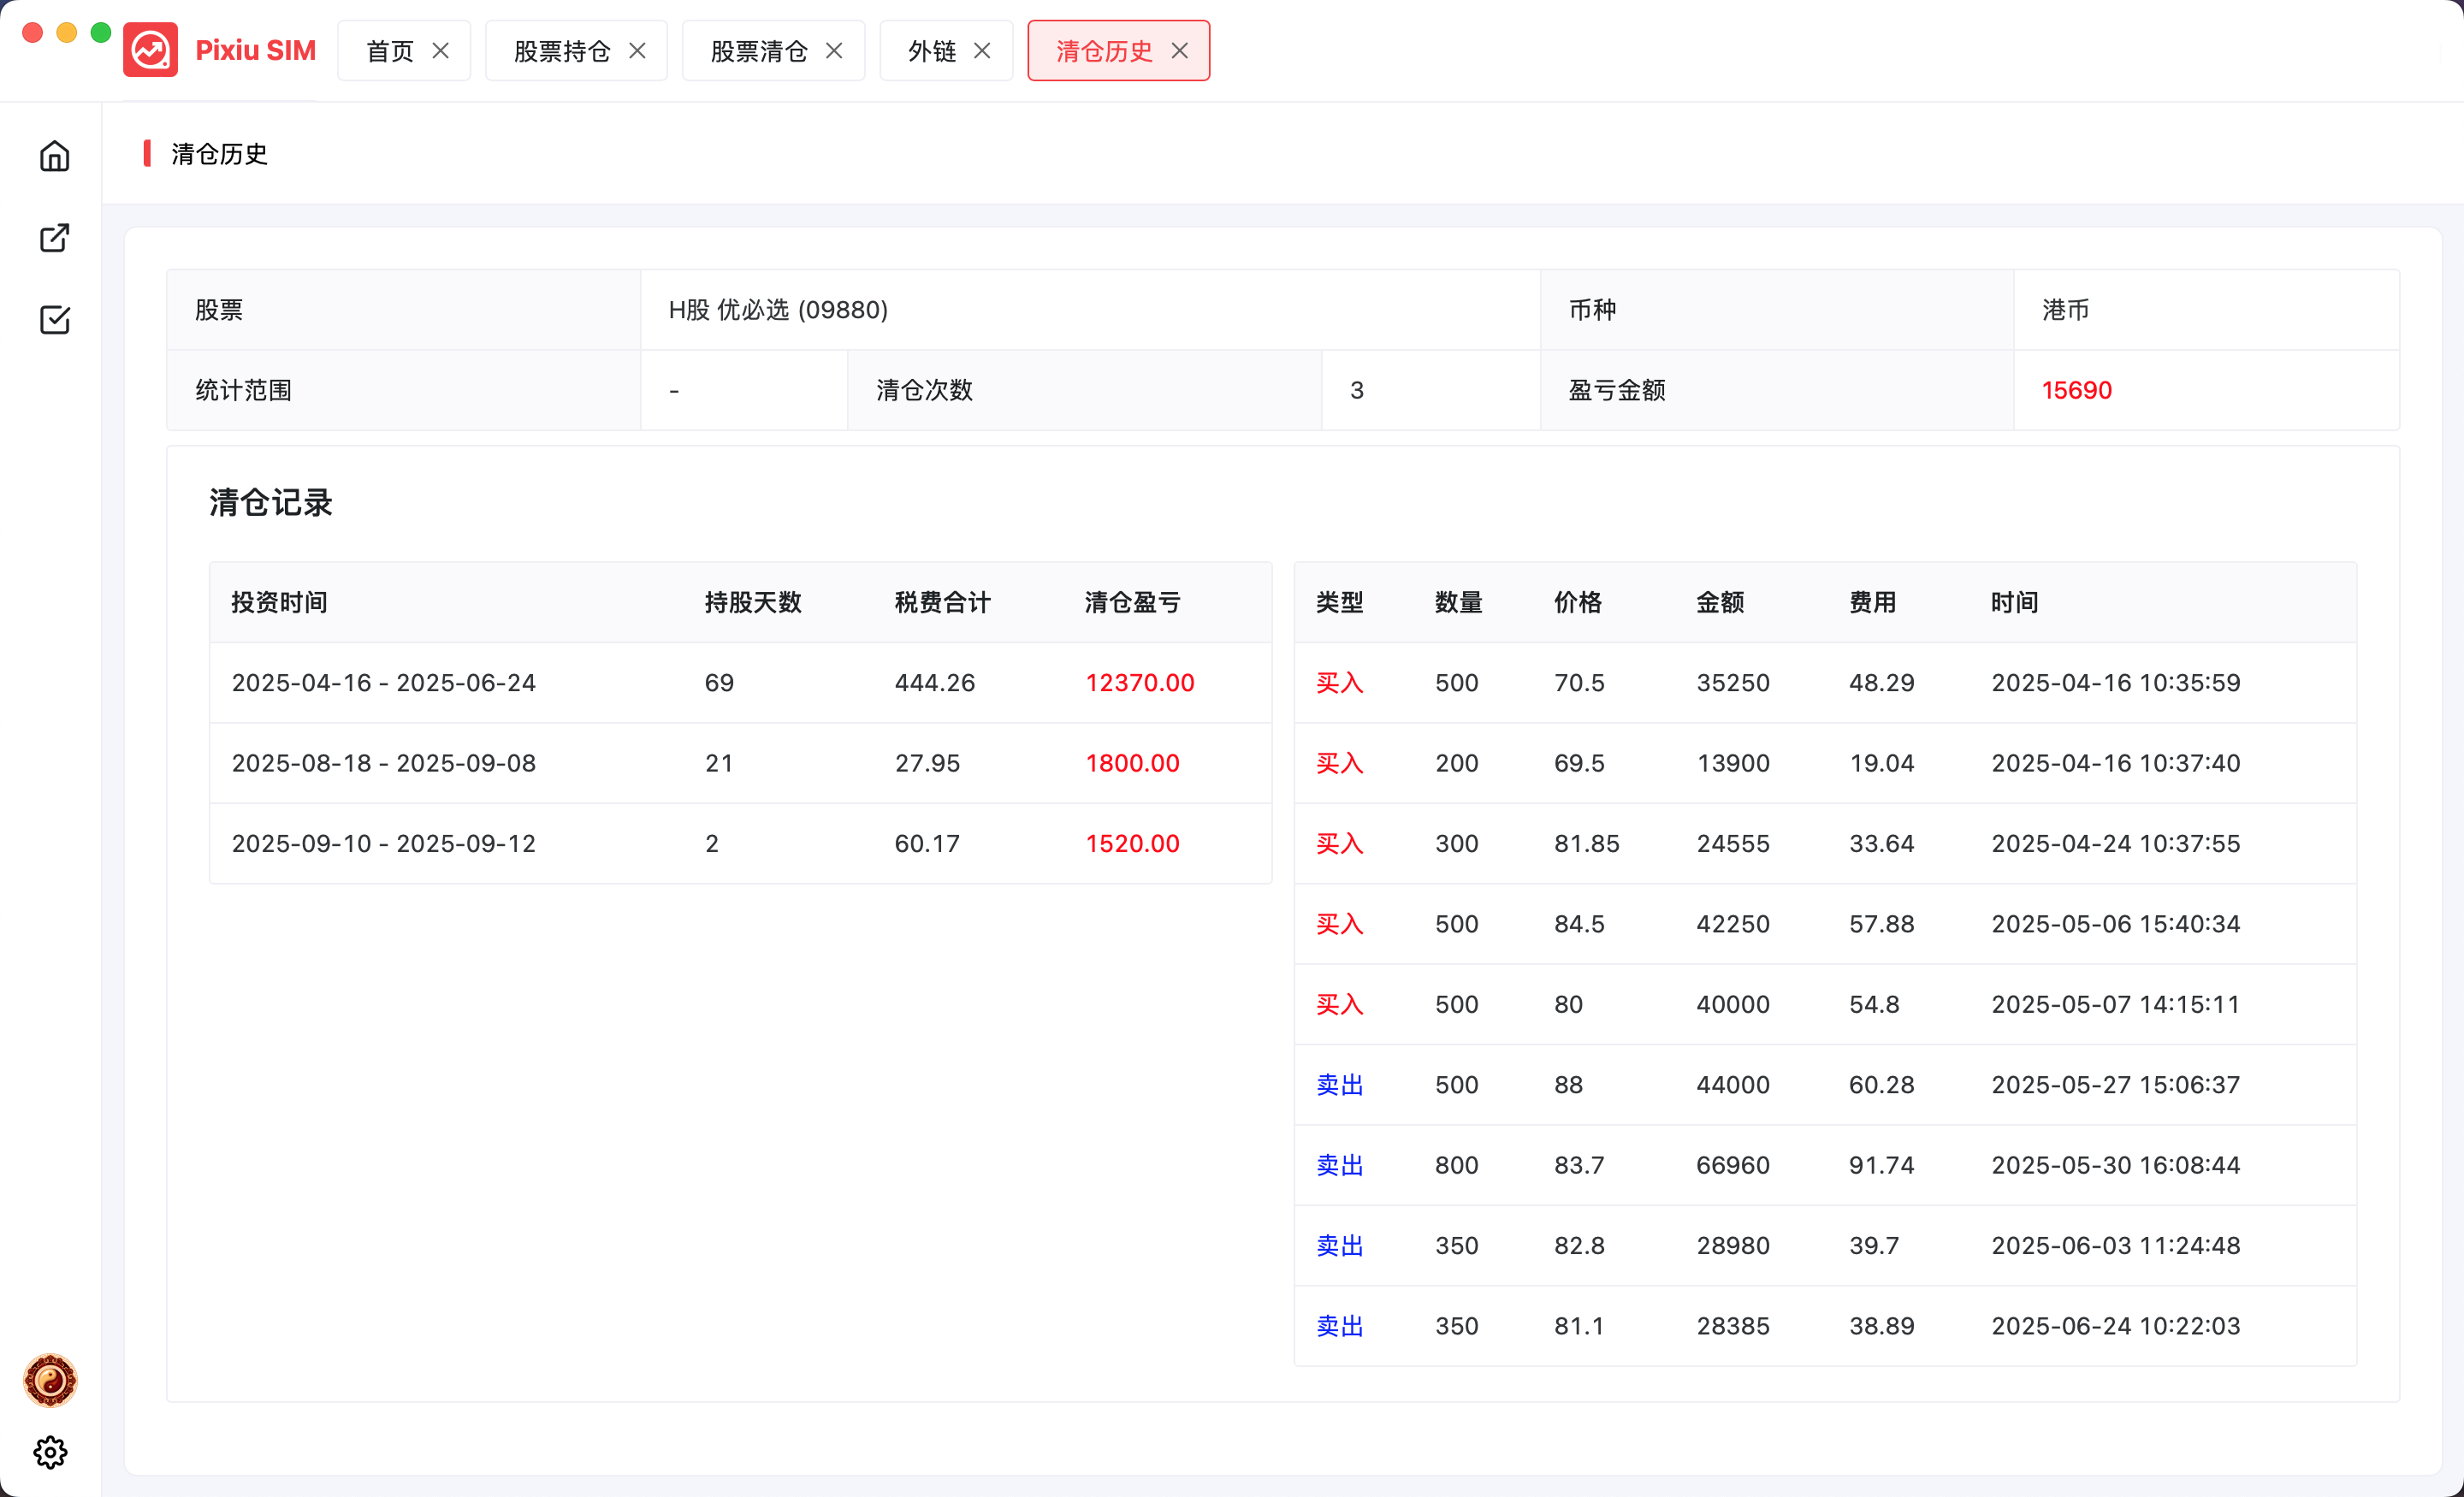 Pixiu SIM 首页 股票持仓 股票清仓 外链 清仓历史
清仓历史
股票 H股 优必选 (09880) 币种 港币
统计范围 - 清仓次数 3 盈亏金额 15690
清仓记录
投资时间 持股天数 税费合计 清仓盈亏
2025-04-16 - 2025-06-24 69 444.26 12370.00
2025-08-18 - 2025-09-08 21 27.95 1800.00
2025-09-10 - 2025-09-12 2 60.17 1520.00
类型 数量 价格 金额 费用 时间
买入 500 70.5 35250 48.29 2025-04-16 10:35:59
买入 200 69.5 13900 19.04 2025-04-16 10:37:40
买入 300 81.85 24555 33.64 2025-04-24 10:37:55
买入 500 84.5 42250 57.88 2025-05-06 15:40:34
买入 500 80 40000 54.8 2025-05-07 14:15:11
卖出 500 88 44000 60.28 2025-05-27 15:06:37
卖出 800 83.7 66960 91.74 2025-05-30 16:08:44
卖出 350 82.8 28980 39.7 2025-06-03 11:24:48
卖出 350 81.1 28385 38.89 2025-06-24 10:22:03